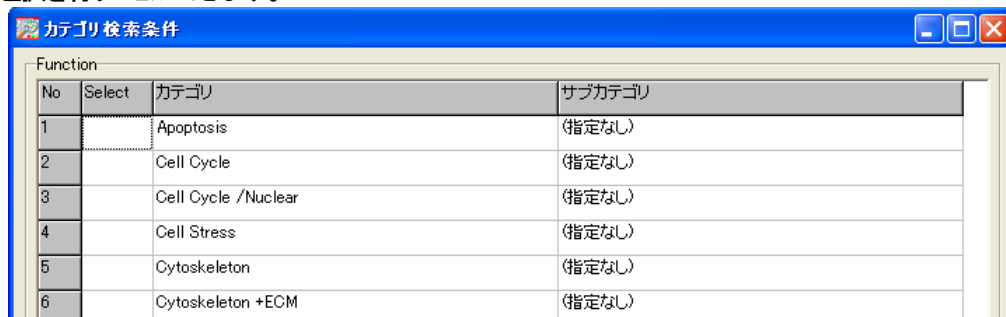 カテゴリ検索条件
Function
No Select カテゴリ サブカテゴリ
1 Apoptosis (指定なし)
2 Cell Cycle (指定なし)
3 Cell Cycle /Nuclear (指定なし)
4 Cell Stress (指定なし)
5 Cytoskeleton (指定なし)
6 Cytoskeleton +ECM (指定なし)